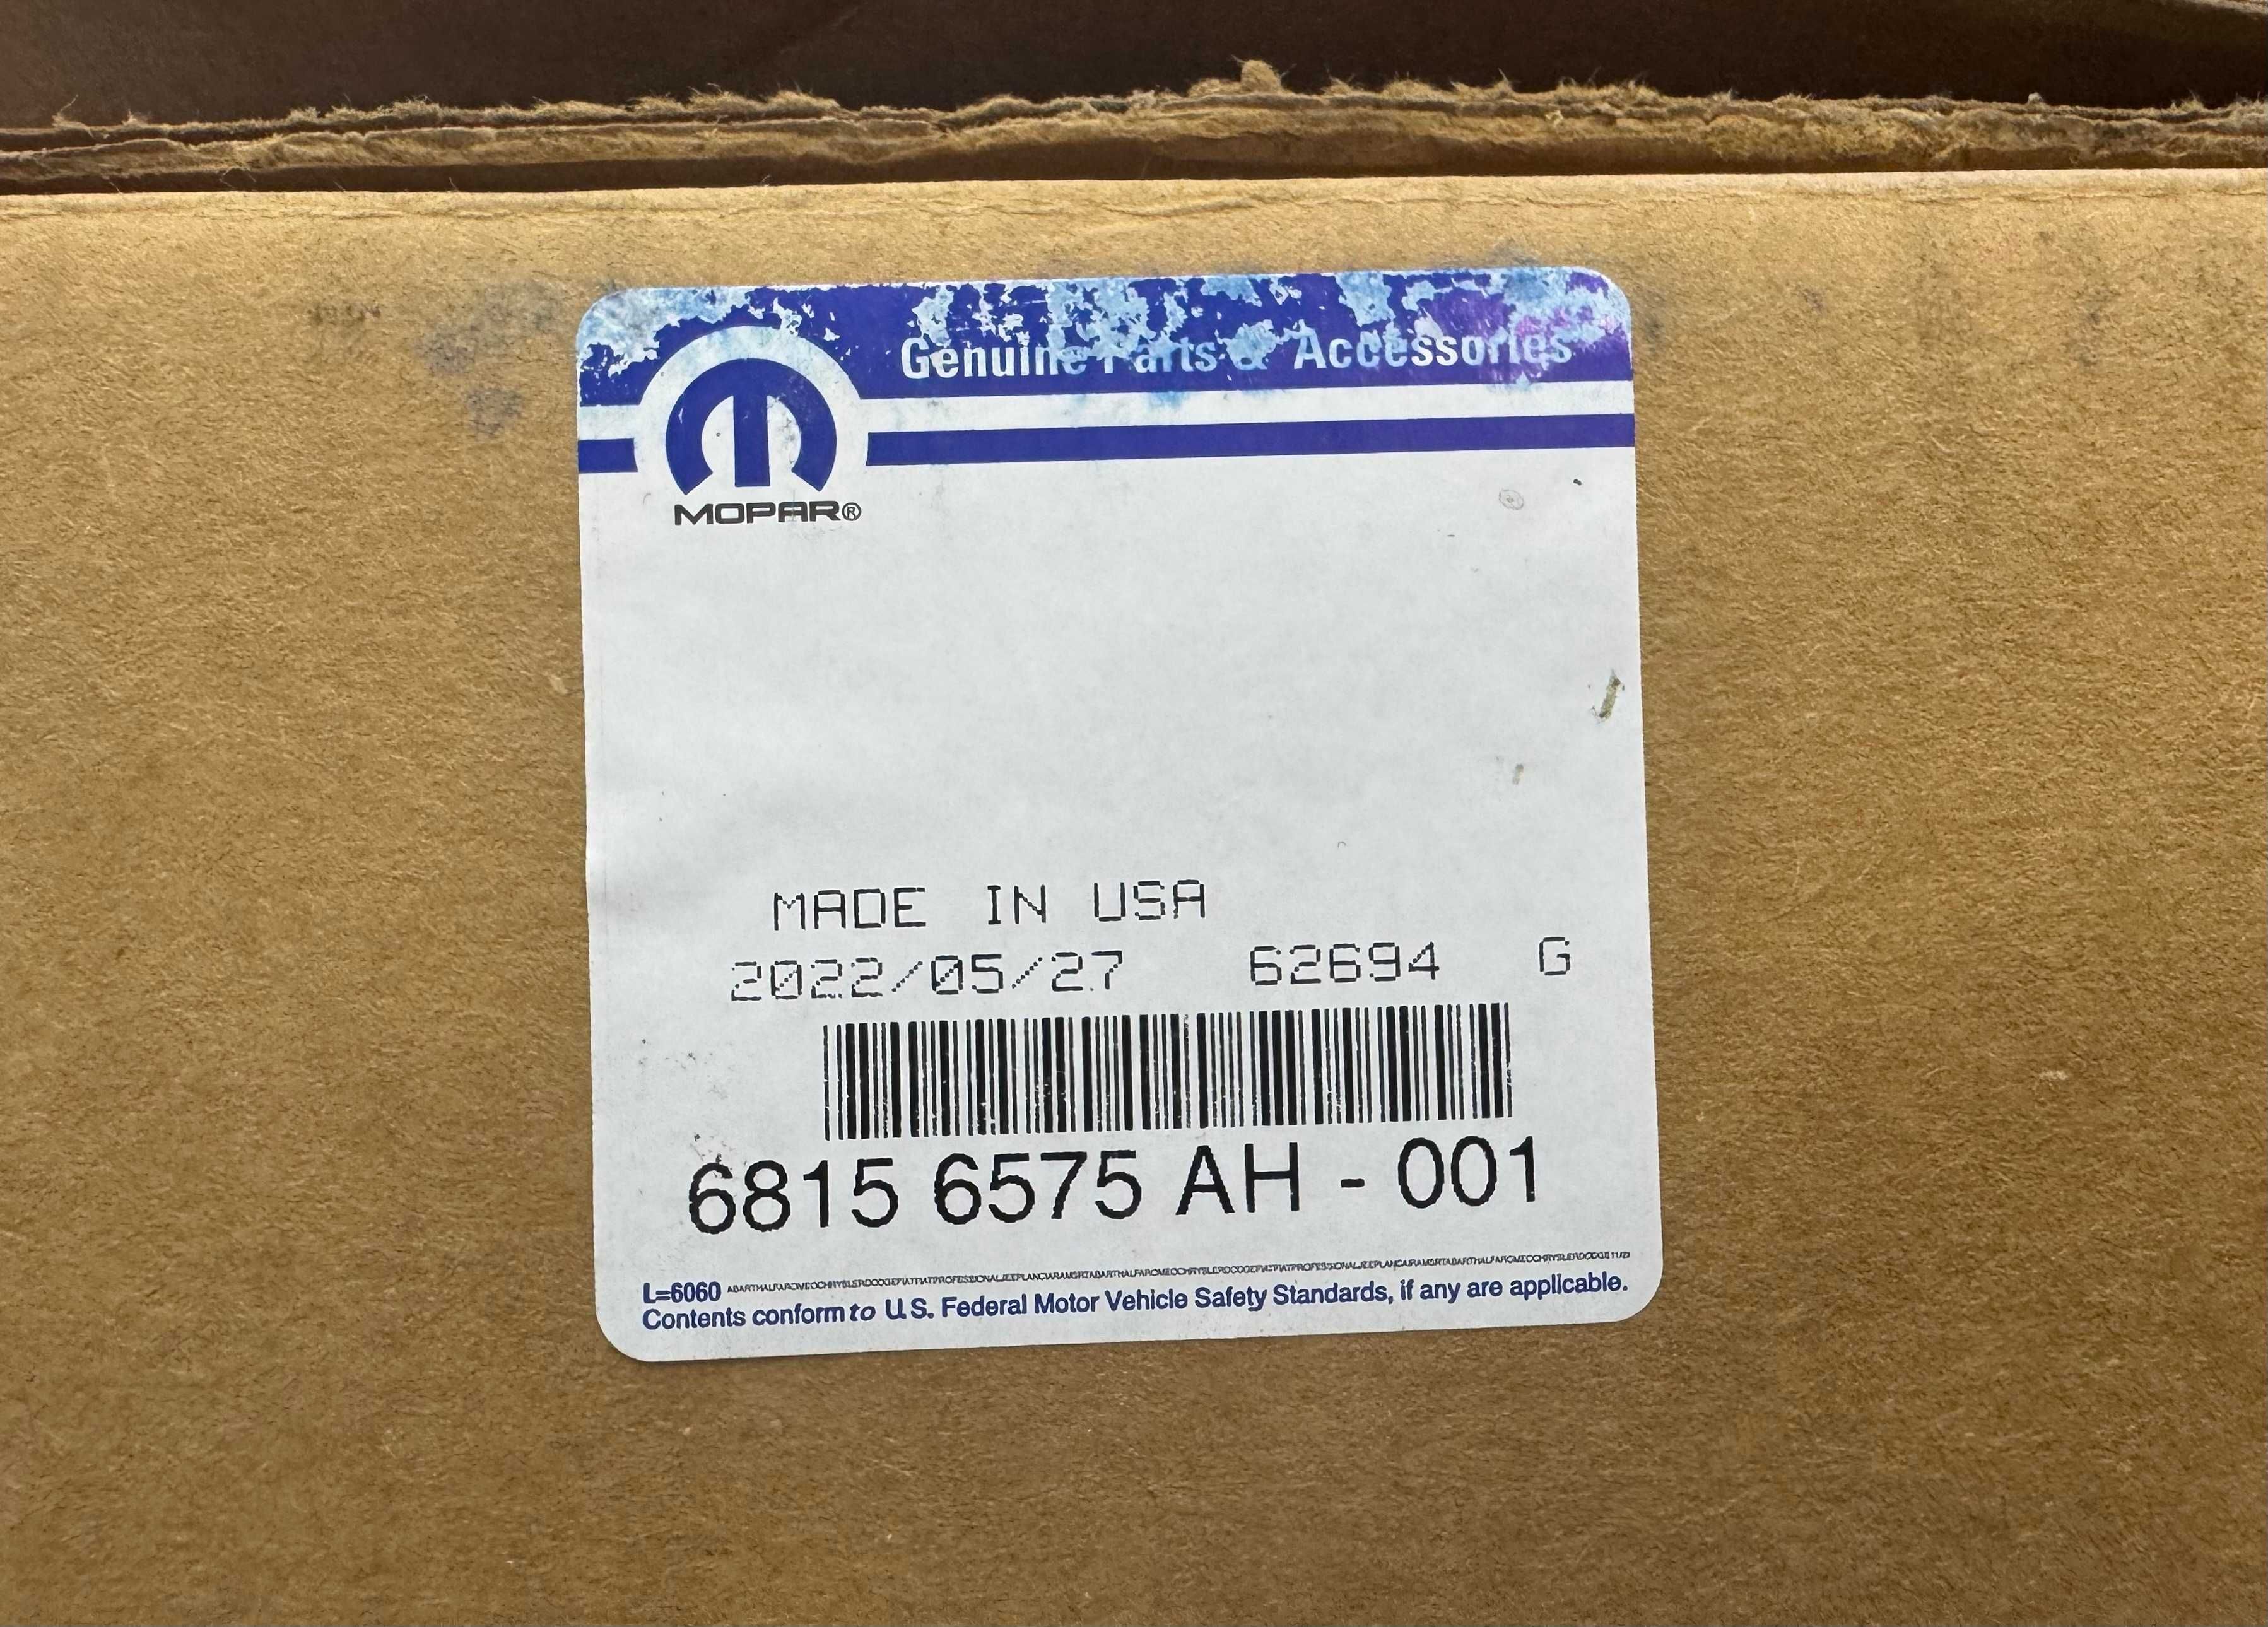 Genuine Parts & Accessories
MOPAR®
MADE IN USA
2022/05/27 62694 G
6815 6575 AH - 001
L=6060
Contents conform to U.S. Federal Motor Vehicle Safety Standards, if any are applicable.